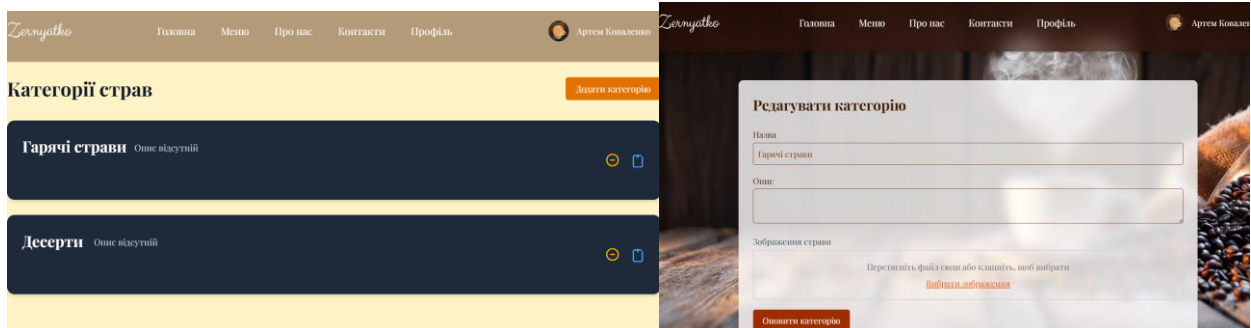 Zernyatko Головна Меню Про нас Контакти Профіль Артем Коваленко
Категорії страв Додати категорію
Гарячі страви Опис відсутній
Десерти Опис відсутній
Zernyatko Головна Меню Про нас Контакти Профіль Артем
Редагувати категорію
Назва
Гарячі страви
Опис
Зображення страви
Перетягніть файл сюди або клацніть, щоб вибрати
Вибрати зображення
Оновити категорію